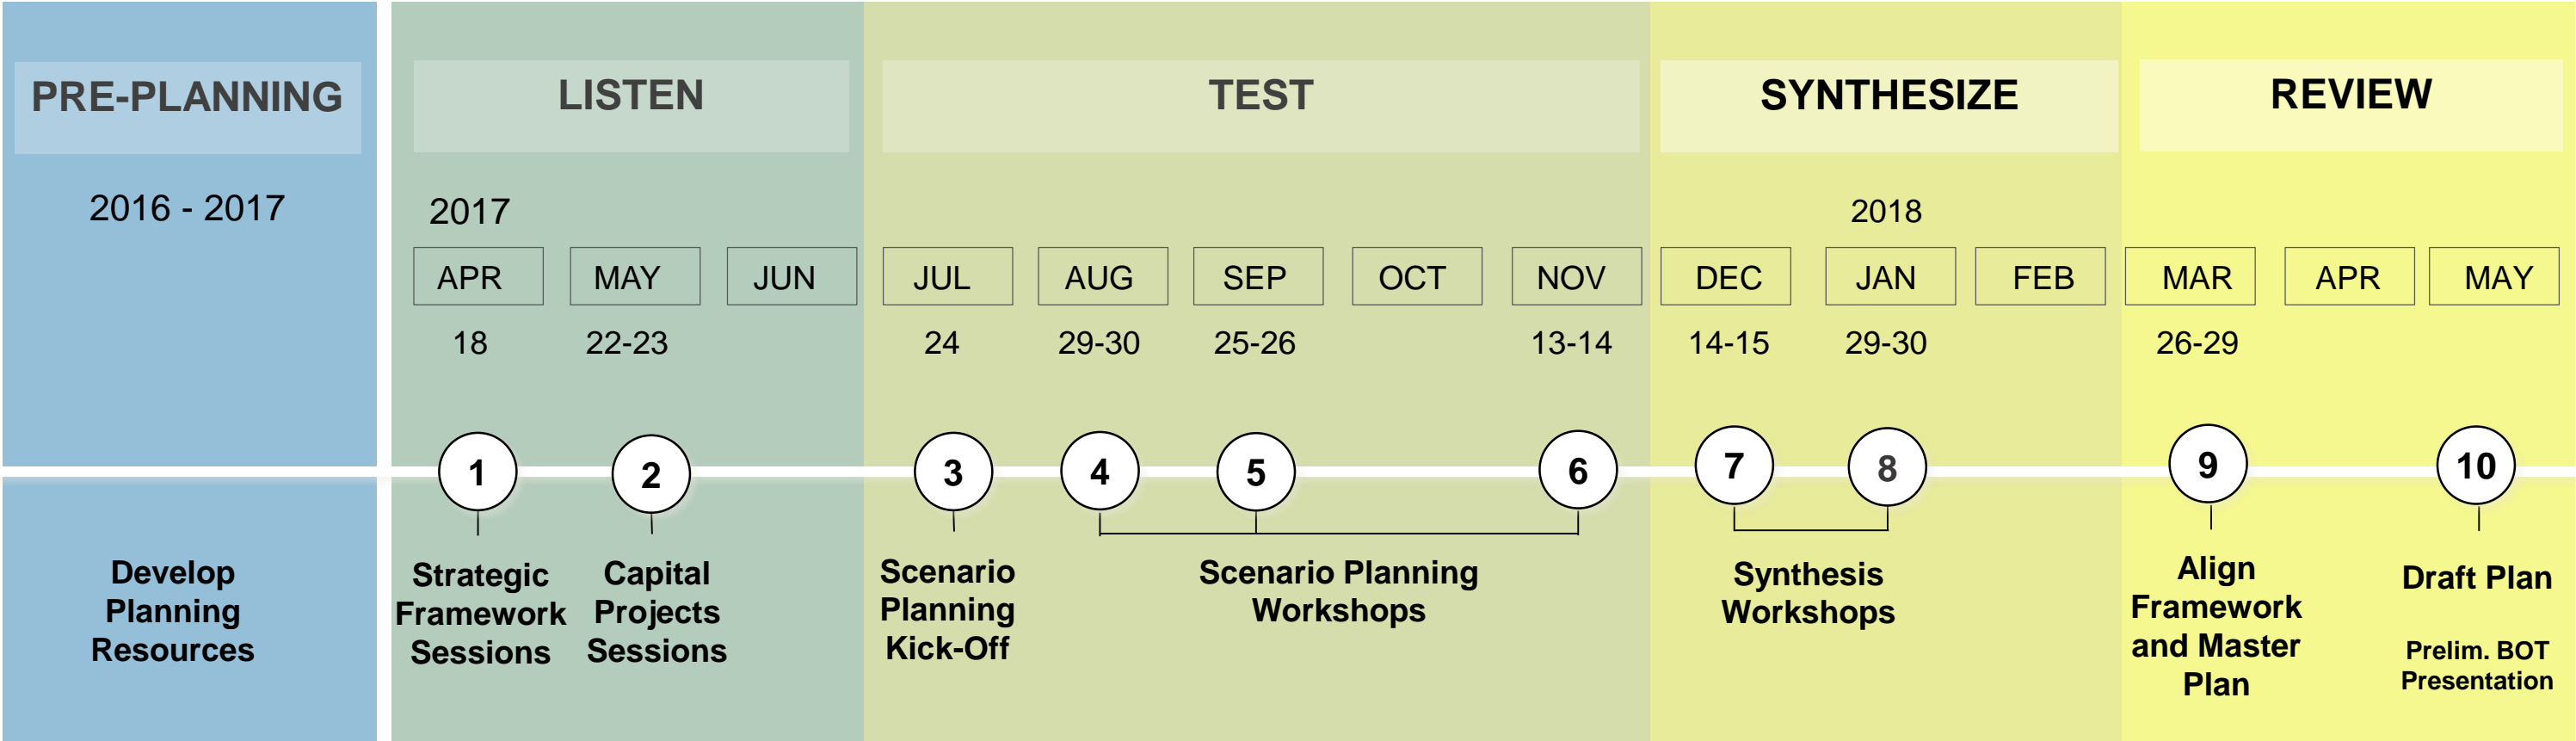 PRE-PLANNING
LISTEN
TEST
SYNTHESIZE
REVIEW
2016 - 2017
2017
2018
APR
MAY
JUN
JUL
AUG
SEP
OCT
NOV
DEC
JAN
FEB
MAR
APR
MAY
18
22-23
24
29-30
25-26
13-14
14-15
29-30
26-29
1
2
3
4
5
6
7
8
9
10
Develop
Planning
Resources
Strategic
Framework
Sessions
Capital
Projects
Sessions
Scenario
Planning
Kick-Off
Scenario Planning
Workshops
Synthesis
Workshops
Align
Framework
and Master
Plan
Draft Plan
Prelim. BOT
Presentation